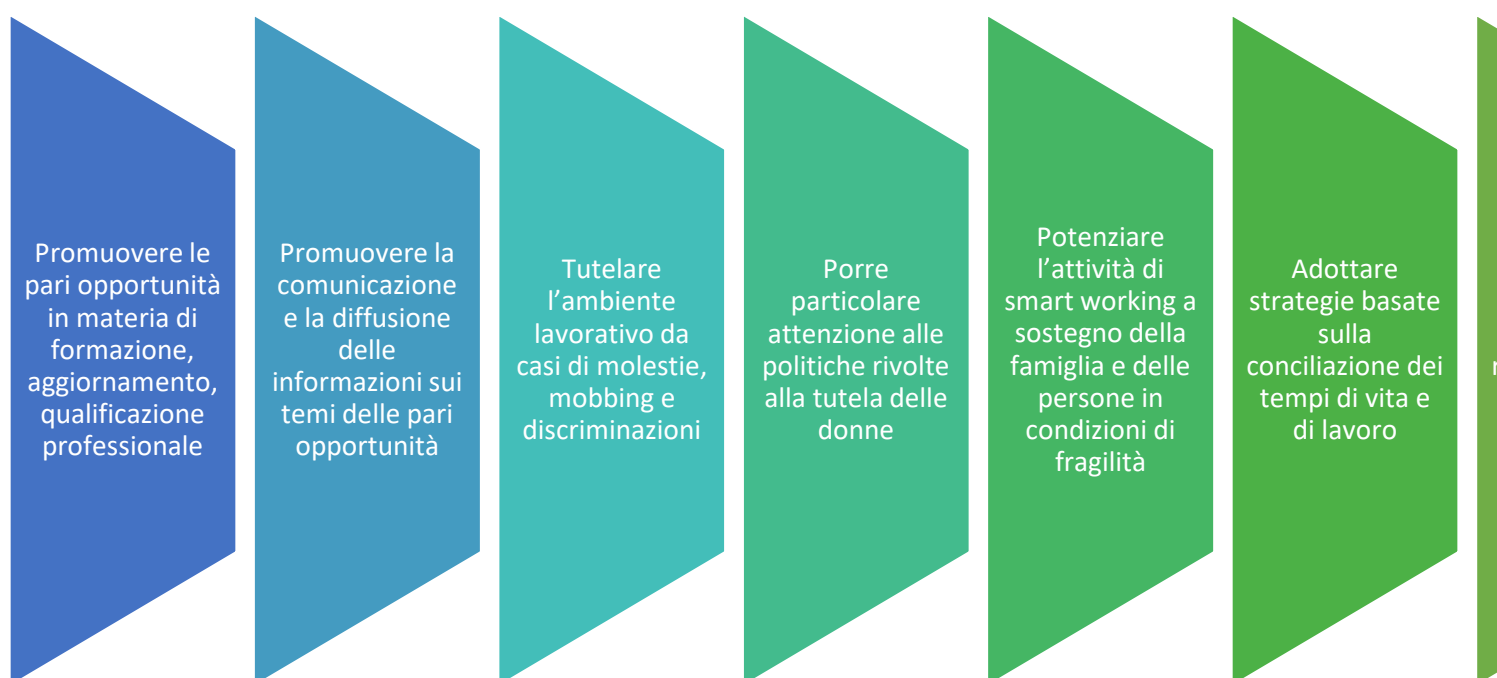 Promuovere le
pari opportunità
in materia di
formazione,
aggiornamento,
qualificazione
professionale
Promuovere la
comunicazione
e la diffusione
delle
informazioni sui
temi delle pari
opportunità
Tutelare
l’ambiente
lavorativo da
casi di molestie,
mobbing e
discriminazioni
Porre
particolare
attenzione alle
politiche rivolte
alla tutela delle
donne
Potenziare
l’attività di
smart working a
sostegno della
famiglia e delle
persone in
condizioni di
fragilità
Adottare
strategie basate
sulla
conciliazione dei
tempi di vita e
di lavoro